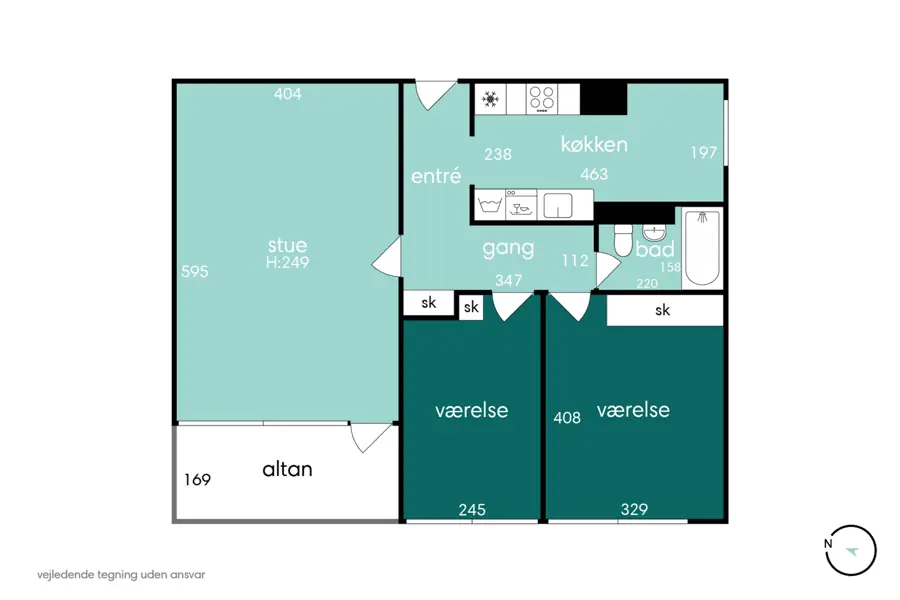 404
køkken
238
197
463
entré
stue
H:249
595
gang
112
347
bad
158
220
sk
sk
sk
værelse
værelse
408
altan
169
245
329
N
vejledende tegning uden ansvar